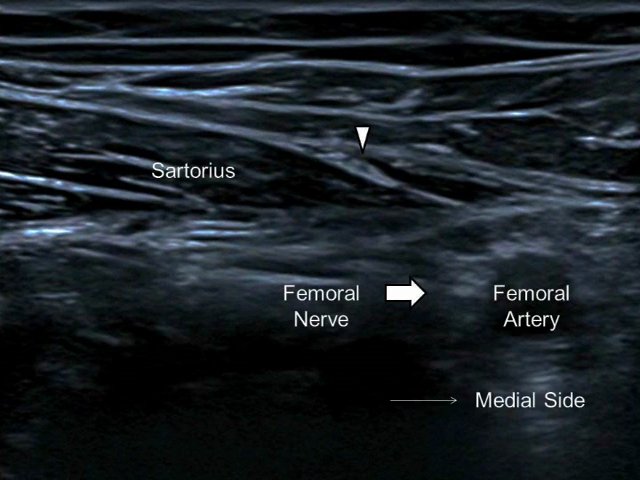 Sartorius
Femoral
Nerve
Femoral
Artery
Medial Side